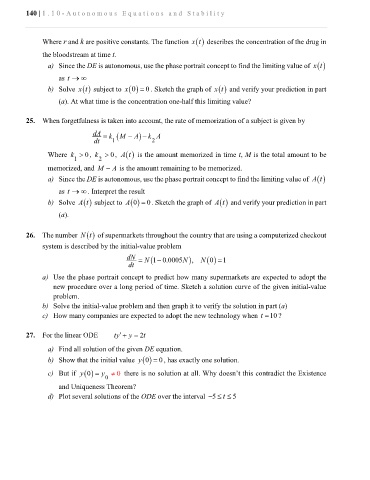 140 | 1.10-Autonomous Equations and Stability
Where r and k are positive constants. The function x(t) describes the concentration of the drug in
the bloodstream at time t.
a) Since the DE is autonomous, use the phase portrait concept to find the limiting value of x(t)
as t → ∞
b) Solve x(t) subject to x(0) = 0. Sketch the graph of x(t) and verify your prediction in part
(a). At what time is the concentration one-half this limiting value?
25. When forgetfulness is taken into account, the rate of memorization of a subject is given by
dA/dt = k₁(M − A) − k₂A
Where k₁ > 0, k₂ > 0, A(t) is the amount memorized in time t, M is the total amount to be
memorized, and M − A is the amount remaining to be memorized.
a) Since the DE is autonomous, use the phase portrait concept to find the limiting value of A(t)
as t → ∞. Interpret the result
b) Solve A(t) subject to A(0) = 0. Sketch the graph of A(t) and verify your prediction in part
(a).
26. The number N(t) of supermarkets throughout the country that are using a computerized checkout
system is described by the initial-value problem
dN/dt = N(1 − 0.0005N), N(0) = 1
a) Use the phase portrait concept to predict how many supermarkets are expected to adopt the
new procedure over a long period of time. Sketch a solution curve of the given initial-value
problem.
b) Solve the initial-value problem and then graph it to verify the solution in part (a)
c) How many companies are expected to adopt the new technology when t = 10?
27. For the linear ODE ty′ + y = 2t
a) Find all solution of the given DE equation.
b) Show that the initial value y(0) = 0, has exactly one solution.
c) But if y(0) = y₀ ≠ 0 there is no solution at all. Why doesn't this contradict the Existence
and Uniqueness Theorem?
d) Plot several solutions of the ODE over the interval −5 ≤ t ≤ 5